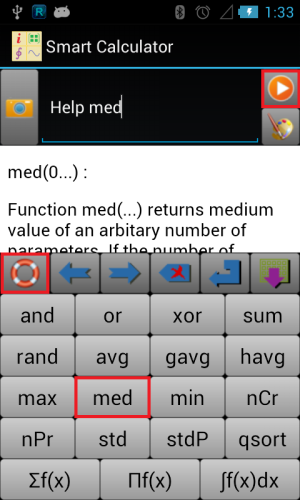 R
1:33
i
∮ ~
Smart Calculator
Help med
med(0...) :
Function med(...) returns medium
value of an arbitary number of
parameters. If the number of
and or xor sum
rand avg gavg havg
max med min nCr
nPr std stdP qsort
Σf(x) Πf(x) ∫f(x)dx